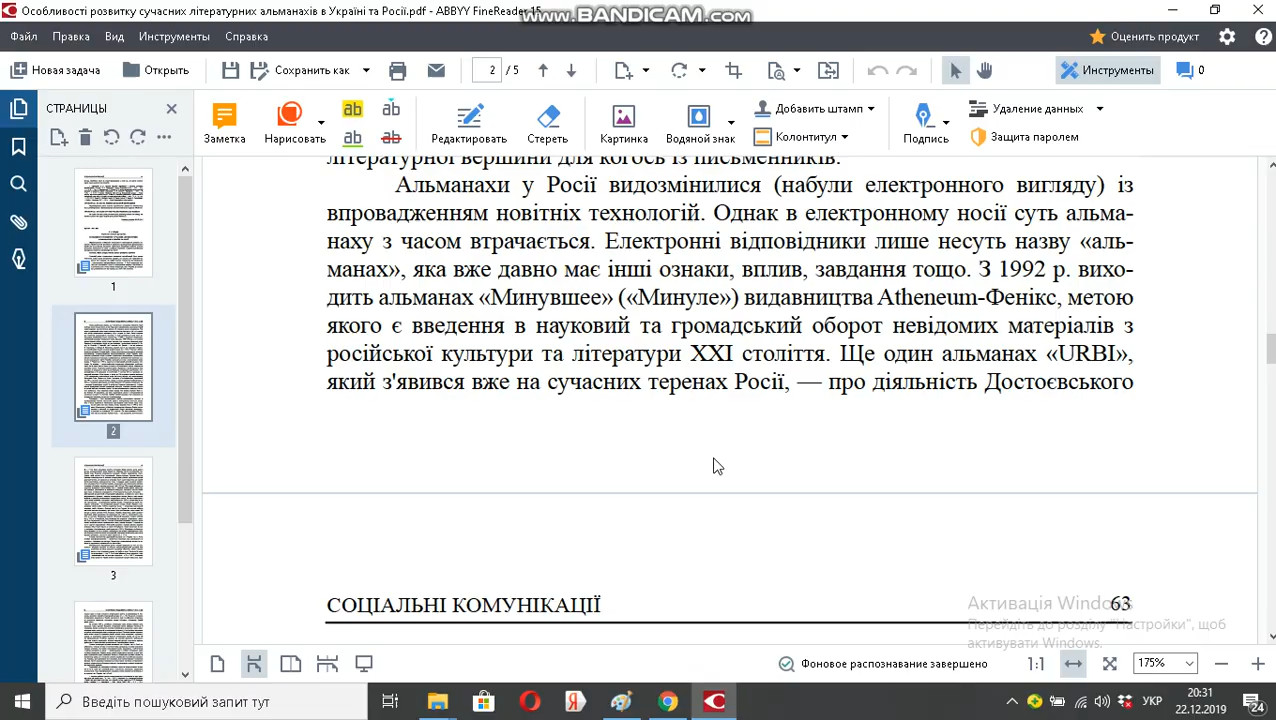 Особливості розвитку сучасних літературних альманахів в Україні та Росії.pdf - ABBYY FineReader 15
www.BANDICAM.com
Файл Правка Вид Инструменты Справка
Оценить продукт
Новая задача Открыть Сохранить как 2 / 5 Инструменты 0
СТРАНИЦЫ
Заметка Нарисовать Редактировать Стереть Картинка Водяной знак Добавить штамп Колонтитул Подпись Удаление данных Защита паролем
літературної вершини для когось із письменників.
Альманахи у Росії видозмінилися (набули електронного вигляду) із
впровадженням новітніх технологій. Однак в електронному носії суть альма-
наху з часом втрачається. Електронні відповідники лише несуть назву «аль-
манах», яка вже давно має інші ознаки, вплив, завдання тощо. З 1992 р. вихо-
дить альманах «Минувшее» («Минуле») видавництва Atheneum-Фенікс, метою
якого є введення в науковий та громадський оборот невідомих матеріалів з
російської культури та літератури XXI століття. Ще один альманах «URBI»,
який з'явився вже на сучасних теренах Росії, — про діяльність Достоєвського
1
2
3
СОЦІАЛЬНІ КОМУНІКАЦІЇ 63
Активація Windows
Перейдіть до розділу "Настройки", щоб
активувати Windows.
Фоновое распознавание завершено 1:1 175%
Введіть пошуковий запит тут
УКР 20:31
22.12.2019 24